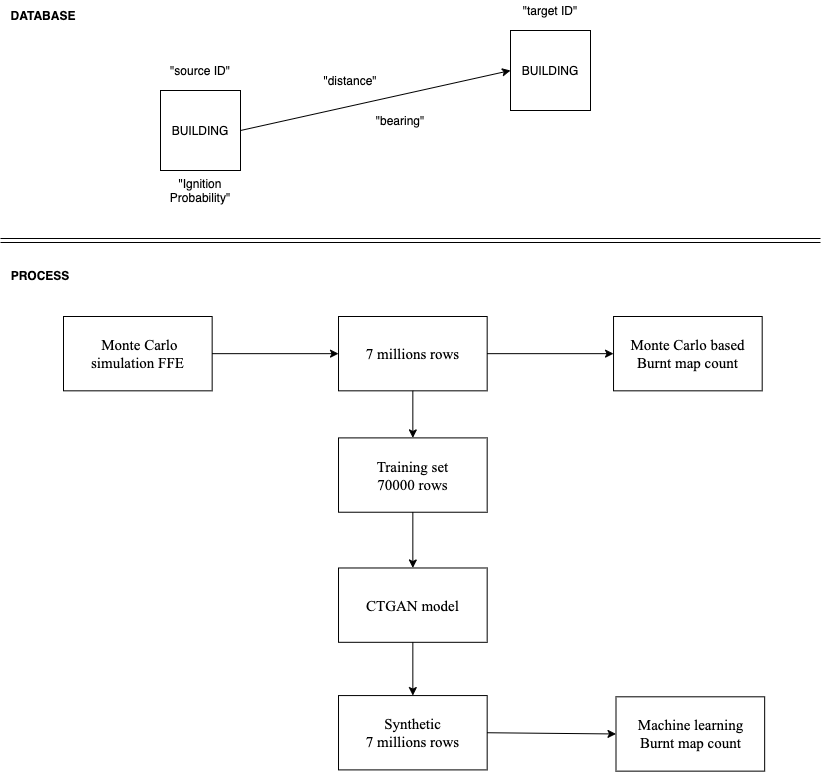 DATABASE
"target ID"
"source ID"
BUILDING
"distance"
"bearing"
BUILDING
"Ignition
Probability"
PROCESS
Monte Carlo
simulation FFE
7 millions rows
Monte Carlo based
Burnt map count
Training set
70000 rows
CTGAN model
Synthetic
7 millions rows
Machine learning
Burnt map count